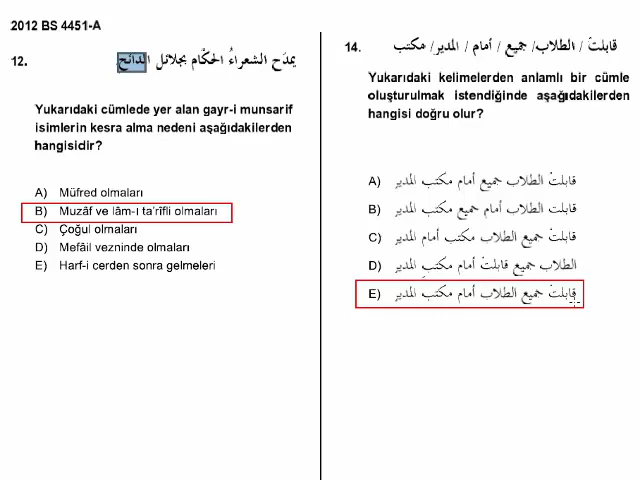 2012 BS 4451-A
12. يمدَح الشعراءُ الحكّام بجلائل المدائح.
Yukarıdaki cümlede yer alan gayr-i munsarif
isimlerin kesra alma nedeni aşağıdakilerden
hangisidir?
A) Müfred olmaları
B) Muzâf ve lâm-ı ta'rîfli olmaları
C) Çoğul olmaları
D) Mefâil vezninde olmaları
E) Harf-i cerden sonra gelmeleri
14. قابلتُ / الطلاب/ جميع / أمام / المدير/ مكتب
Yukarıdaki kelimelerden anlamlı bir cümle
oluşturulmak istendiğinde aşağıdakilerden
hangisi doğru olur?
A) قابلتُ الطلاب جميع أمام مكتب المدير
B) قابلتُ الطلاب أمام جميع مكتب المدير
C) قابلتُ جميع الطلاب مكتب أمام المدير
D) الطلاب جميع قابلتُ أمام مكتب المدير
E) قابلتُ جميع الطلاب أمام مكتب المدير